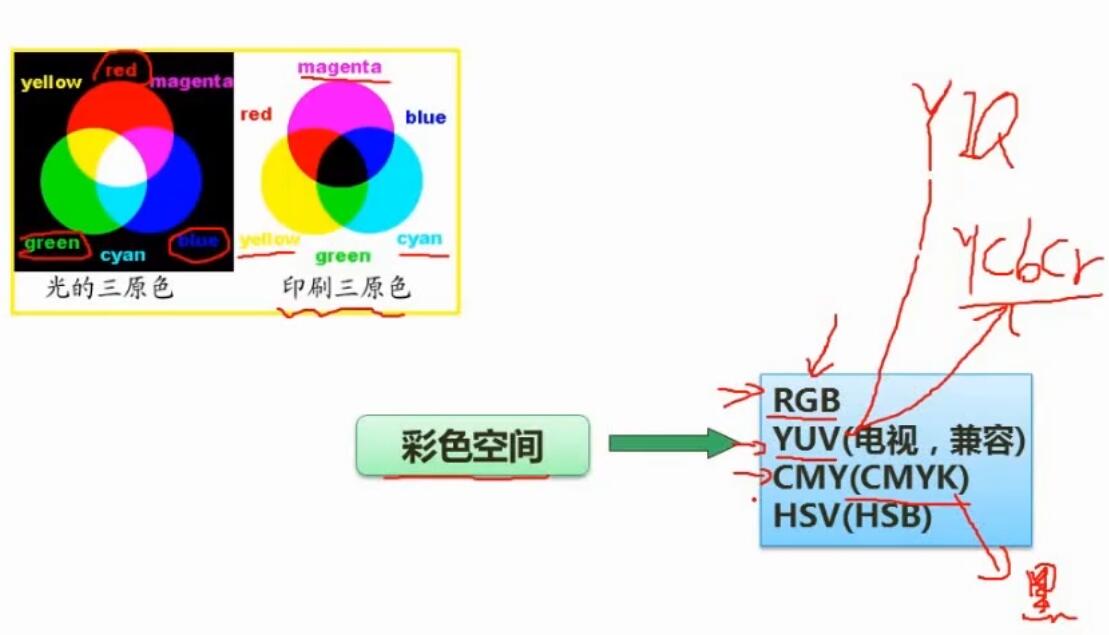 red
yellow
magenta
green
blue
cyan
光的三原色
magenta
red
blue
yellow
cyan
green
印刷三原色
YIQ
YCbCr
彩色空间
RGB
YUV(电视，兼容)
CMY(CMYK)
HSV(HSB)
黑